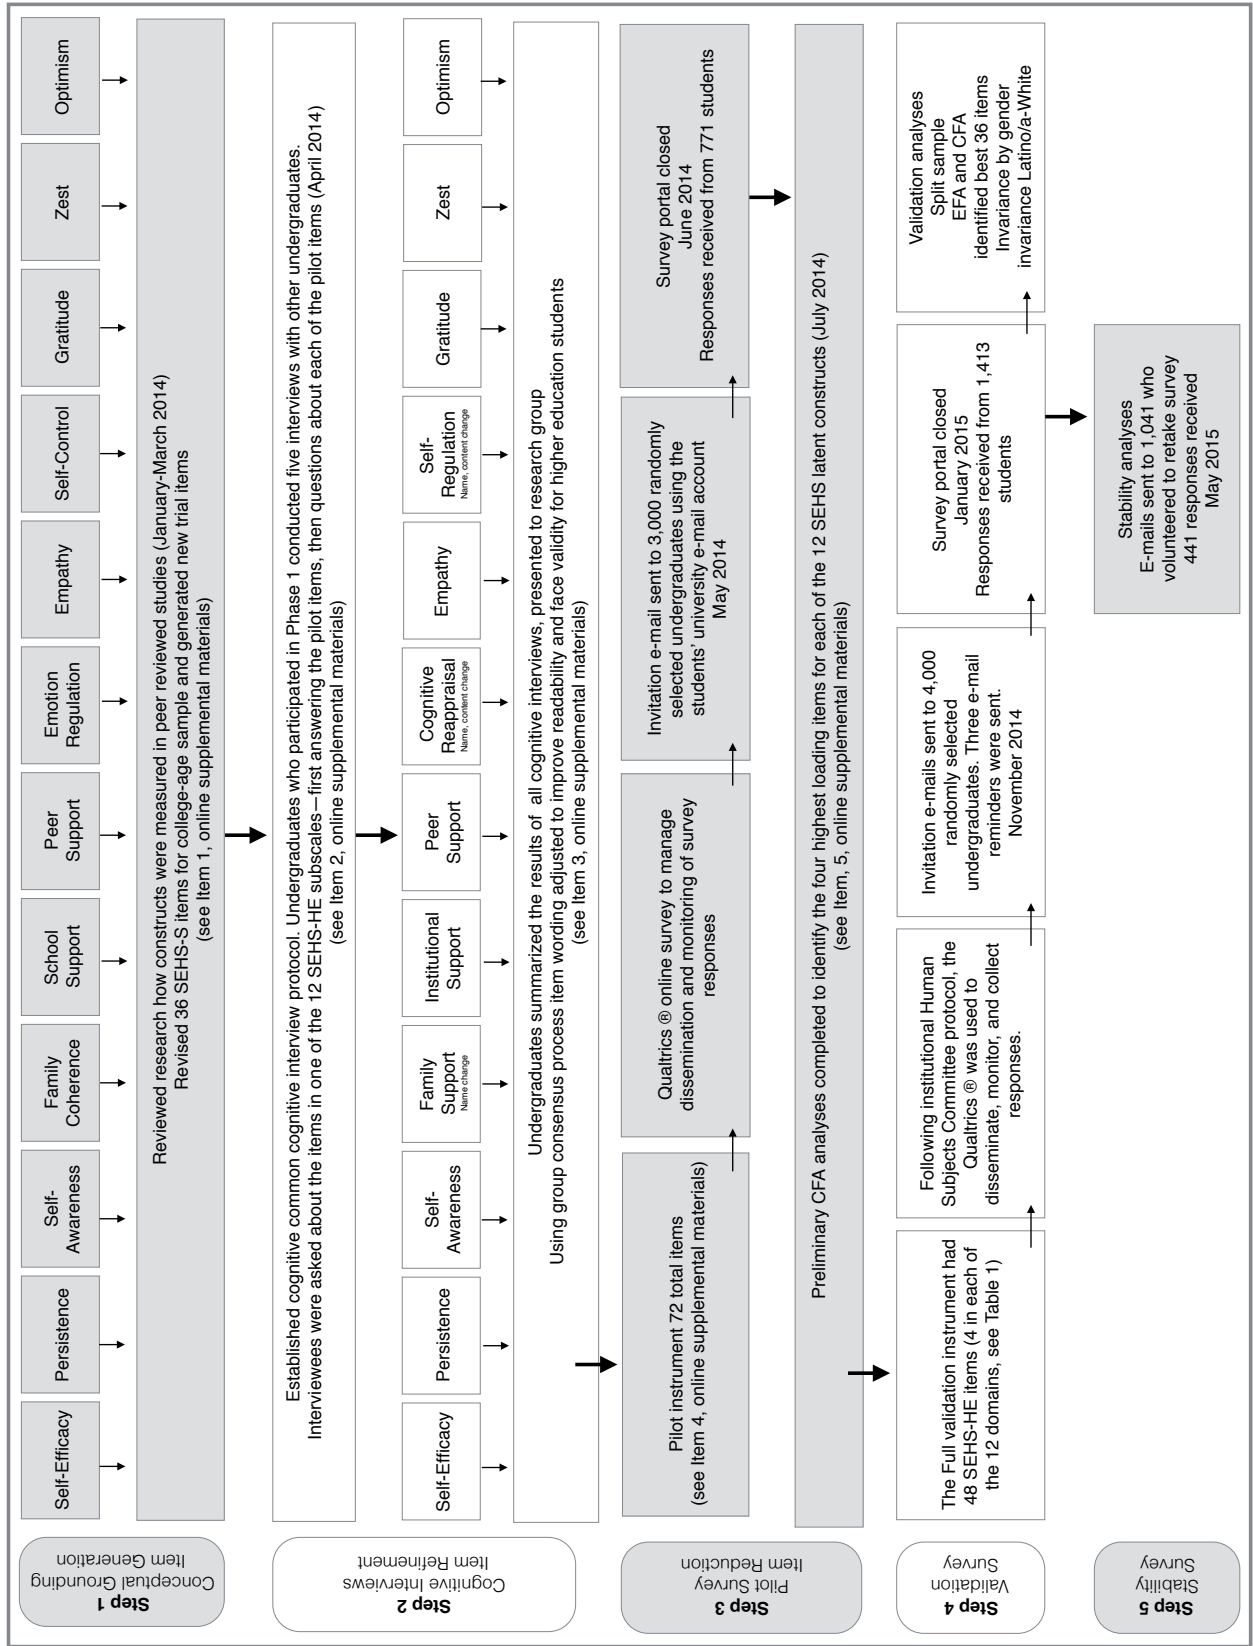 Step 1
Conceptual Grounding
Item Generation
Self-Efficacy
Persistence
Self-
Awareness
Family
Coherence
School
Support
Peer
Support
Emotion
Regulation
Empathy
Self-Control
Gratitude
Zest
Optimism
Reviewed research how constructs were measured in peer reviewed studies (January-March 2014)
Revised 36 SEHS-S items for college-age sample and generated new trial items
(see Item 1, online supplemental materials)
Step 2
Cognitive Interviews
Item Refinement
Established cognitive common cognitive interview protocol. Undergraduates who participated in Phase 1 conducted five interviews with other undergraduates.
Interviewees were asked about the items in one of the 12 SEHS-HE subscales—first answering the pilot items, then questions about each of the pilot items (April 2014)
(see Item 2, online supplemental materials)
Self-Efficacy
Persistence
Self-
Awareness
Family
Support
Name change
Institutional
Support
Peer
Support
Cognitive
Reappraisal
Name, content change
Empathy
Self-
Regulation
Name, content change
Gratitude
Zest
Optimism
Undergraduates summarized the results of all cognitive interviews, presented to research group
Using group consensus process item wording adjusted to improve readability and face validity for higher education students
(see Item 3, online supplemental materials)
Step 3
Pilot Survey
Item Reduction
Pilot instrument 72 total items
(see Item 4, online supplemental materials)
Qualtrics ® online survey to manage
dissemination and monitoring of survey
responses
Invitation e-mail sent to 3,000 randomly
selected undergraduates using the
students' university e-mail account
May 2014
Survey portal closed
June 2014
Responses received from 771 students
Preliminary CFA analyses completed to identify the four highest loading items for each of the 12 SEHS latent constructs (July 2014)
(see Item, 5, online supplemental materials)
Step 4
Validation
Survey
The Full validation instrument had
48 SEHS-HE items (4 in each of
the 12 domains, see Table 1)
Following institutional Human
Subjects Committee protocol, the
Qualtrics ® was used to
disseminate, monitor, and collect
responses.
Invitation e-mails sent to 4,000
randomly selected
undergraduates. Three e-mail
reminders were sent.
November 2014
Survey portal closed
January 2015
Responses received from 1,413
students
Validation analyses
Split sample
EFA and CFA
identified best 36 items
Invariance by gender
invariance Latino/a-White
Step 5
Stability
Survey
Stability analyses
E-mails sent to 1,041 who
volunteered to retake survey
441 responses received
May 2015